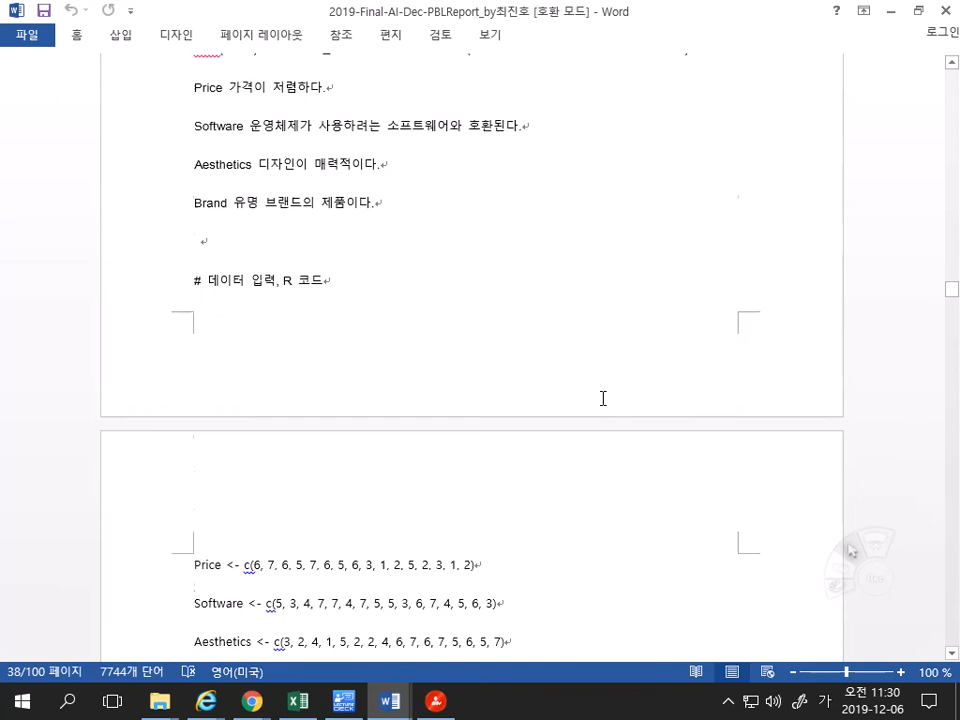 2019-Final-AI-Dec-PBLReport_by최진호 [호환 모드] - Word
파일 홈 삽입 디자인 페이지 레이아웃 참조 편지 검토 보기 로그인
Price 가격이 저렴하다.
Software 운영체제가 사용하려는 소프트웨어와 호환된다.
Aesthetics 디자인이 매력적이다.
Brand 유명 브랜드의 제품이다.
# 데이터 입력, R 코드
Price <- c(6, 7, 6, 5, 7, 6, 5, 6, 3, 1, 2, 5, 2, 3, 1, 2)
Software <- c(5, 3, 4, 7, 7, 4, 7, 5, 5, 3, 6, 7, 4, 5, 6, 3)
Aesthetics <- c(3, 2, 4, 1, 5, 2, 2, 4, 6, 7, 6, 7, 5, 6, 5, 7)
38/100 페이지 7744개 단어 영어(미국) 100 %
가 오전 11:30
2019-12-06